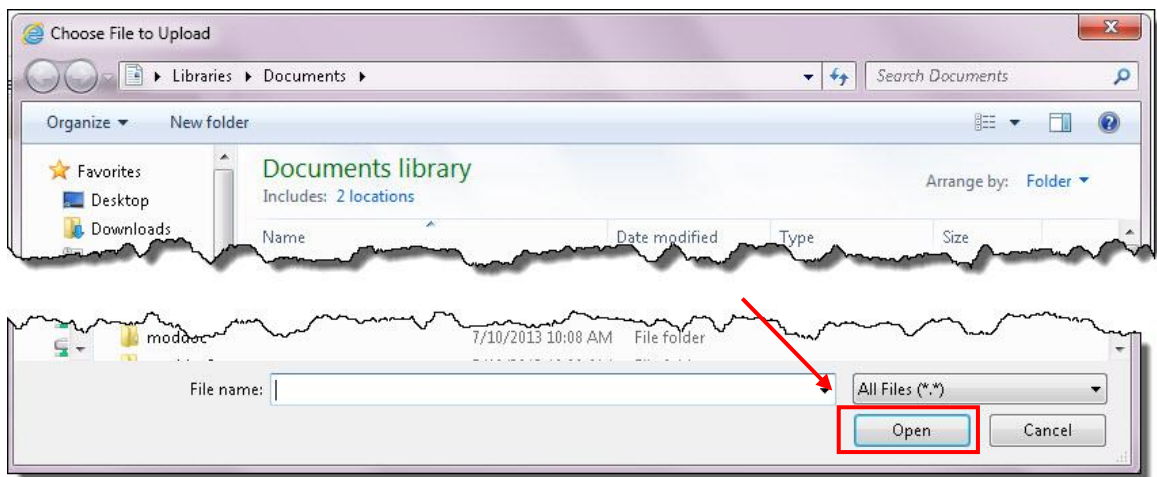 Choose File to Upload
Libraries Documents
Search Documents
Organize New folder
Favorites
Desktop
Downloads
Documents library
Includes: 2 locations
Arrange by: Folder
Name Date modified Type Size
7/10/2013 10:08 AM File folder
File name: All Files (*.*)
Open Cancel